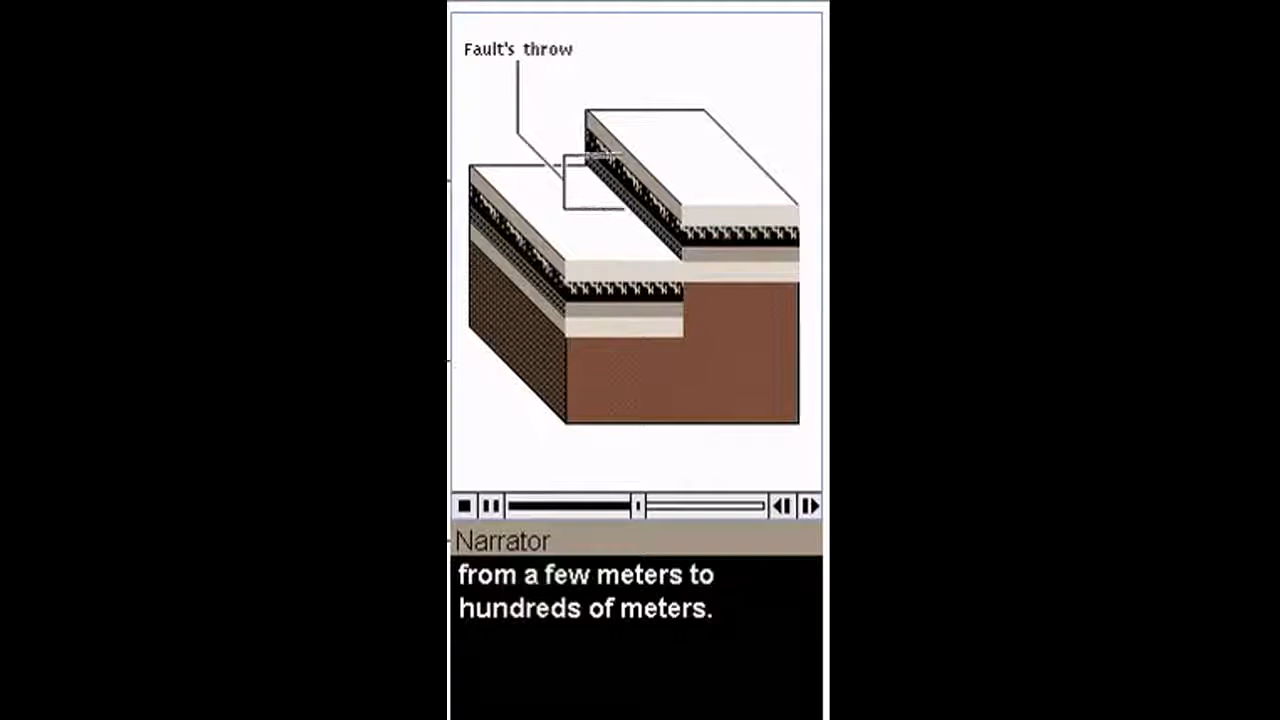 Fault's throw
Narrator
from a few meters to
hundreds of meters.